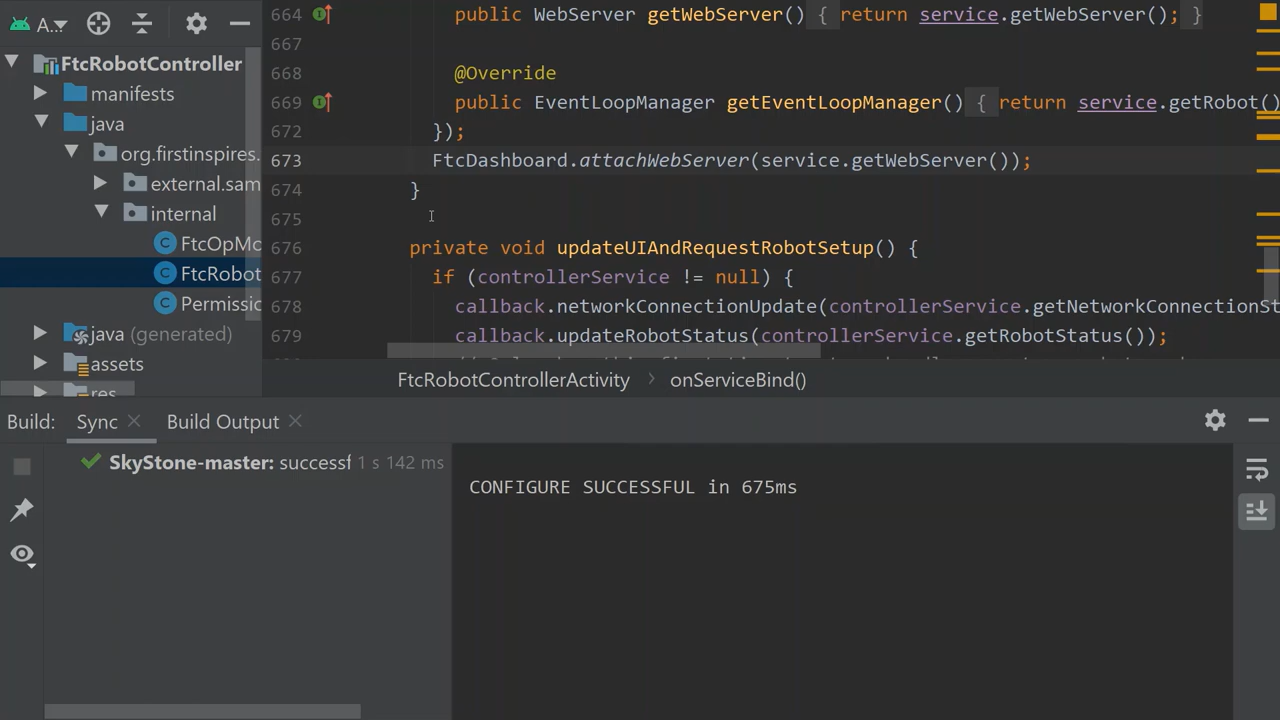 A...
FtcRobotController
manifests
java
org.firstinspires.
external.sam
internal
FtcOpMo
FtcRobot
Permissio
java (generated)
assets
res
664 public WebServer getWebServer() { return service.getWebServer(); }
667
668 @Override
669 public EventLoopManager getEventLoopManager() { return service.getRobot()
672 });
673 FtcDashboard.attachWebServer(service.getWebServer());
674 }
675
676 private void updateUIAndRequestRobotSetup() {
677 if (controllerService != null) {
678 callback.networkConnectionUpdate(controllerService.getNetworkConnectionSt
679 callback.updateRobotStatus(controllerService.getRobotStatus());
FtcRobotControllerActivity > onServiceBind()
Build: Sync × Build Output ×
SkyStone-master: successf 1 s 142 ms
CONFIGURE SUCCESSFUL in 675ms